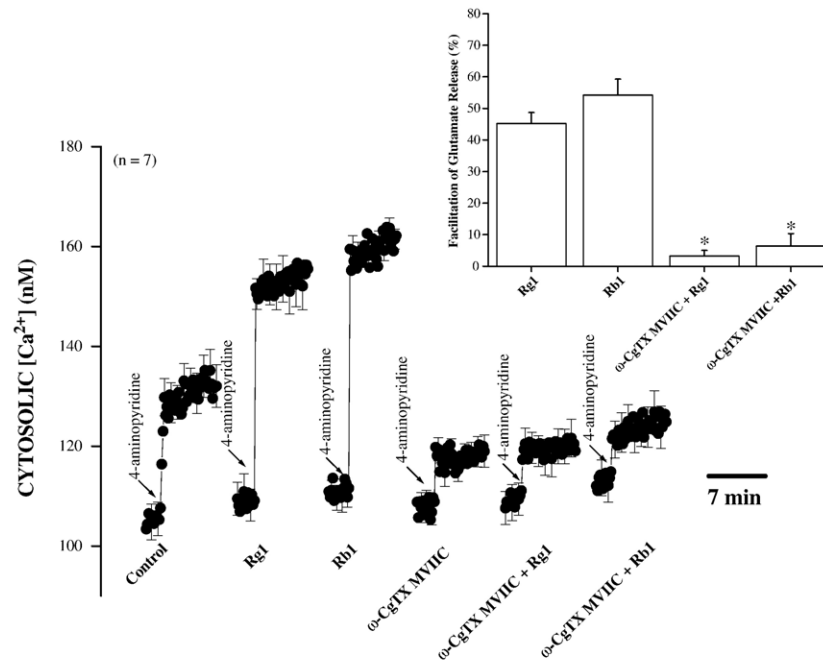 80
70
60
50
40
30
20
10
0
Facilitation of Glutamate Release (%)
*
*
Rg1
Rb1
ω-CgTX MVIIC + Rg1
ω-CgTX MVIIC +Rb1
180
160
140
120
100
CYTOSOLIC [Ca²⁺] (nM)
(n = 7)
4-aminopyridine
4-aminopyridine
4-aminopyridine
4-aminopyridine
4-aminopyridine
4-aminopyridine
7 min
Control
Rg1
Rb1
ω-CgTX MVIIC
ω-CgTX MVIIC + Rg1
ω-CgTX MVIIC + Rb1